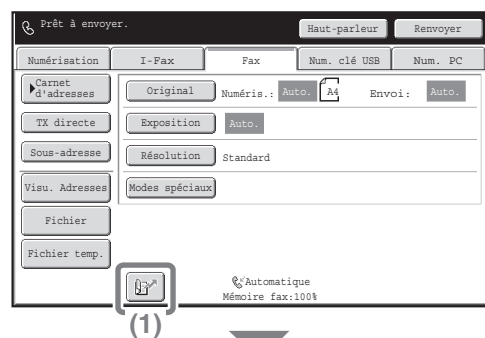 Prêt à envoyer.
Haut-parleur
Renvoyer
Numérisation
I-Fax
Fax
Num. clé USB
Num. PC
Carnet
d'adresses
Original
Numéris.: Auto. A4 Envoi: Auto.
TX directe
Exposition
Auto.
Sous-adresse
Résolution
Standard
Visu. Adresses
Modes spéciaux
Fichier
Fichier temp.
Automatique
Mémoire fax:100%
(1)